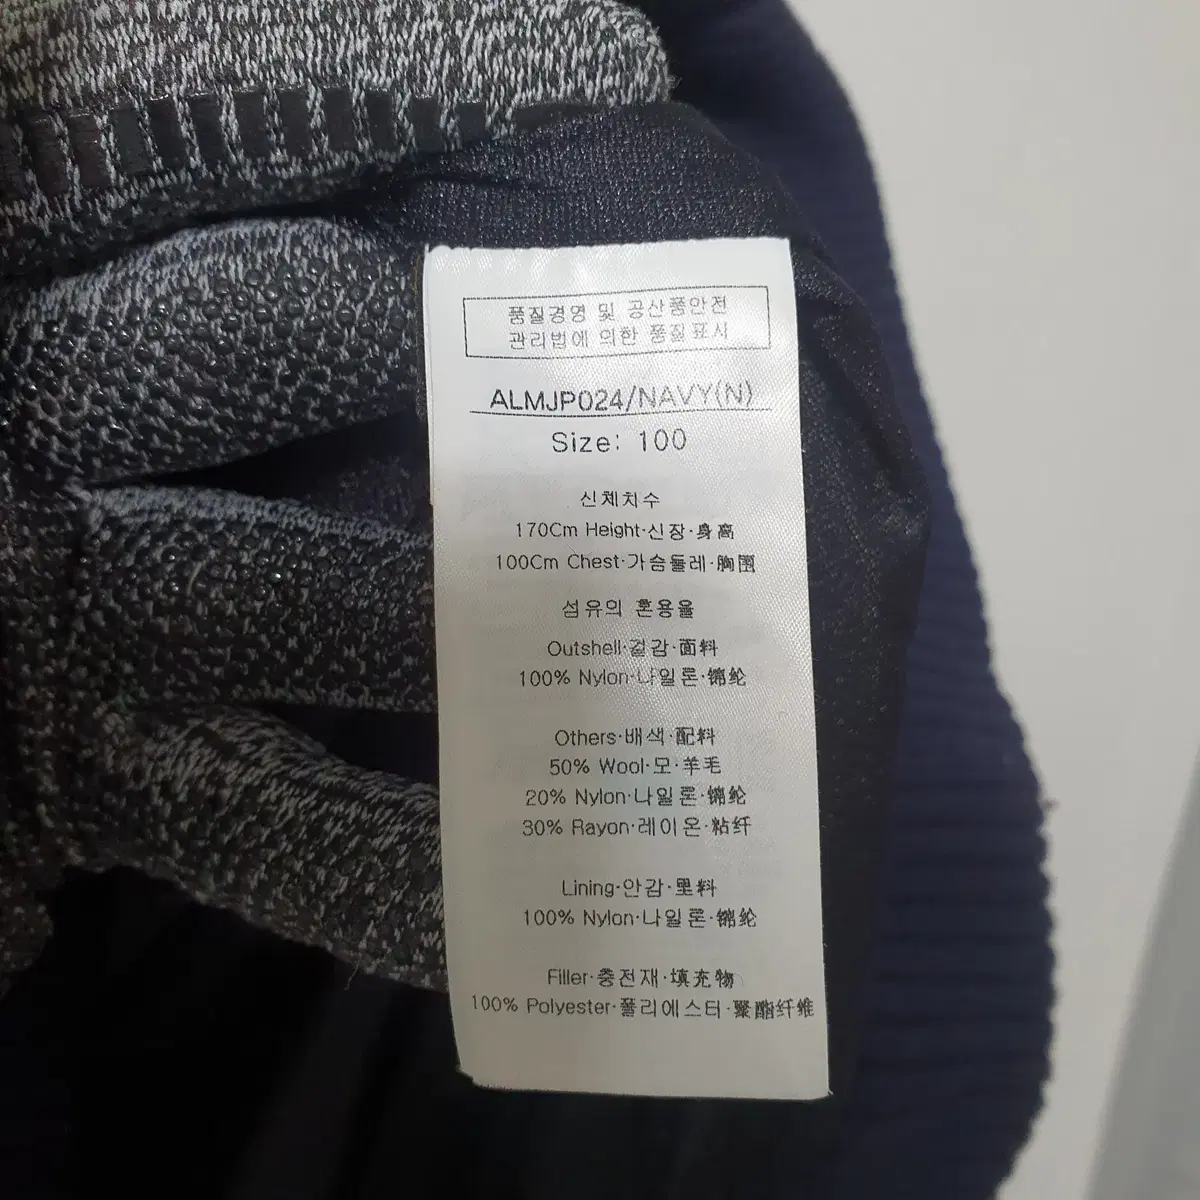 품질경영 및 공산품안전
관리법에 의한 품질표시
ALMJP024/NAVY(N)
Size: 100
신체치수
170Cm Height·신장·身高
100Cm Chest·가슴둘레·胸围
섬유의 혼용율
Outshell·겉감·面料
100% Nylon·나일론·锦纶
Others·배색·配料
50% Wool·모·羊毛
20% Nylon·나일론·锦纶
30% Rayon·레이온·粘纤
Lining·안감·里料
100% Nylon·나일론·锦纶
Filler·충전재·填充物
100% Polyester·폴리에스터·聚酯纤维